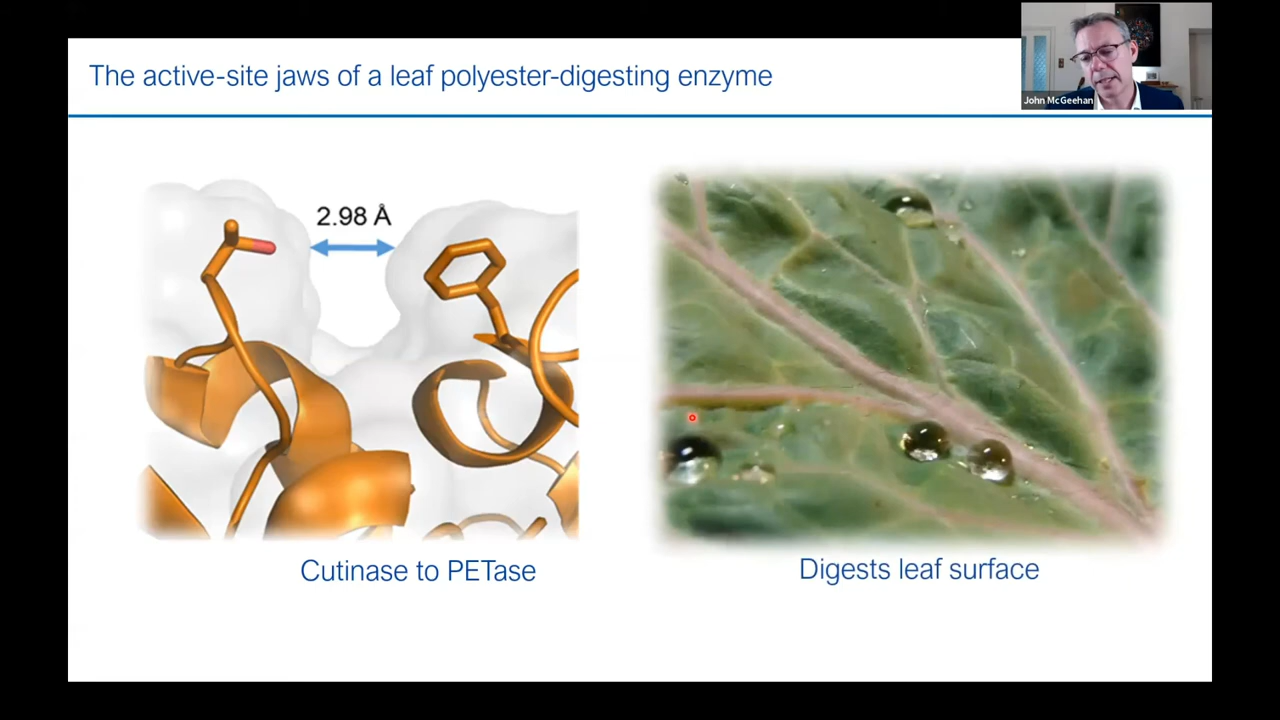 The active-site jaws of a leaf polyester-digesting enzyme
John McGeehan
2.98 Å
Cutinase to PETase
Digests leaf surface